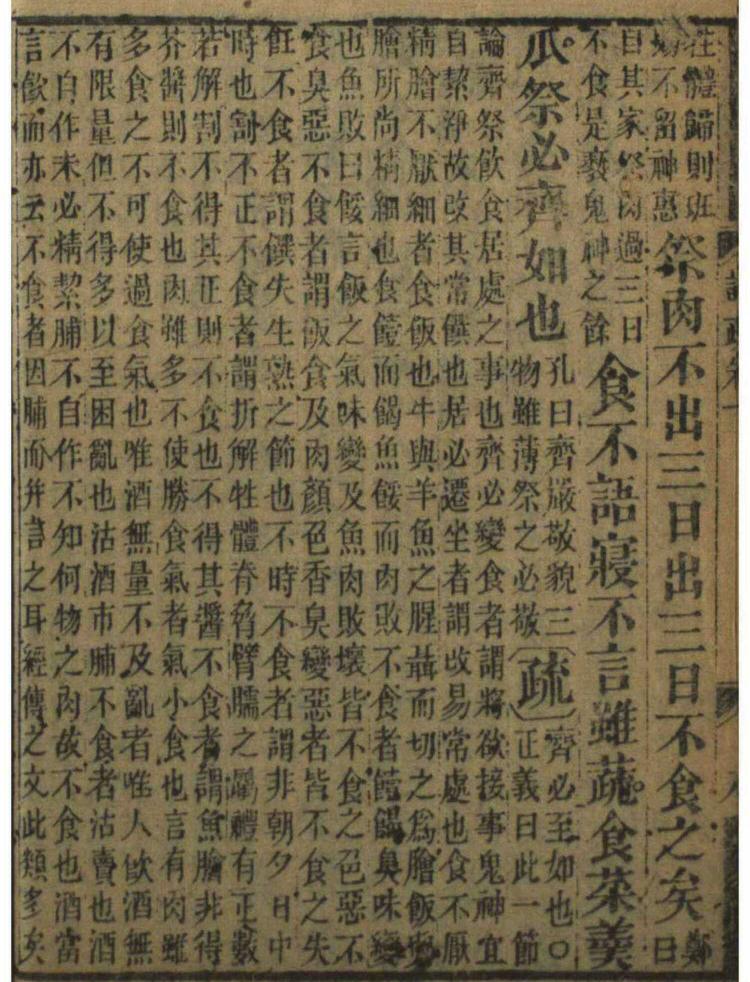 牲體歸則班賜不留神惠祭肉不出三日出三日不食之矣鄭曰
自其家祭肉過三日不食是褻鬼神之餘食不語寢不言雖蔬食菜羹
瓜祭必齊如也孔曰齊嚴敬貌三物雖薄祭之必敬疏齊必至如也○正義曰此一節
論齊祭飲食居處之事也齊必變食者謂將欲接事鬼神宜
自絜淨故改其常饌也居必遷坐者謂改易常處也食不厭
精膾不厭細者食飯也牛與羊魚之腥聶而切之爲膾飯與
膾所尚精細也食饐而餲魚餒而肉敗不食者饐餲臭味變
也魚敗曰餒言飯之氣味變及魚肉敗壞皆不食之色惡不
食臭惡不食者謂飯食及肉顏色香臭變惡者皆不食之失
飪不食者謂饌失生熟之節也不時不食者謂非朝夕日中
時也割不正不食者謂折解牲體脊脅臂臑之屬禮有正數
若解割不得其正則不食也不得其醬不食者謂魚膾非得
芥醬則不食也肉雖多不使勝食氣者氣小食也言有肉雖
多食之不可使過食氣也唯酒無量不及亂者唯人飲酒無
有限量但不得多以至困亂也沽酒市脯不食者沽賣也酒
不自作未必精絜脯不自作不知何物之肉故不食也酒當
言飲而亦云不食者因脯而并言之耳經傳之文此類多矣